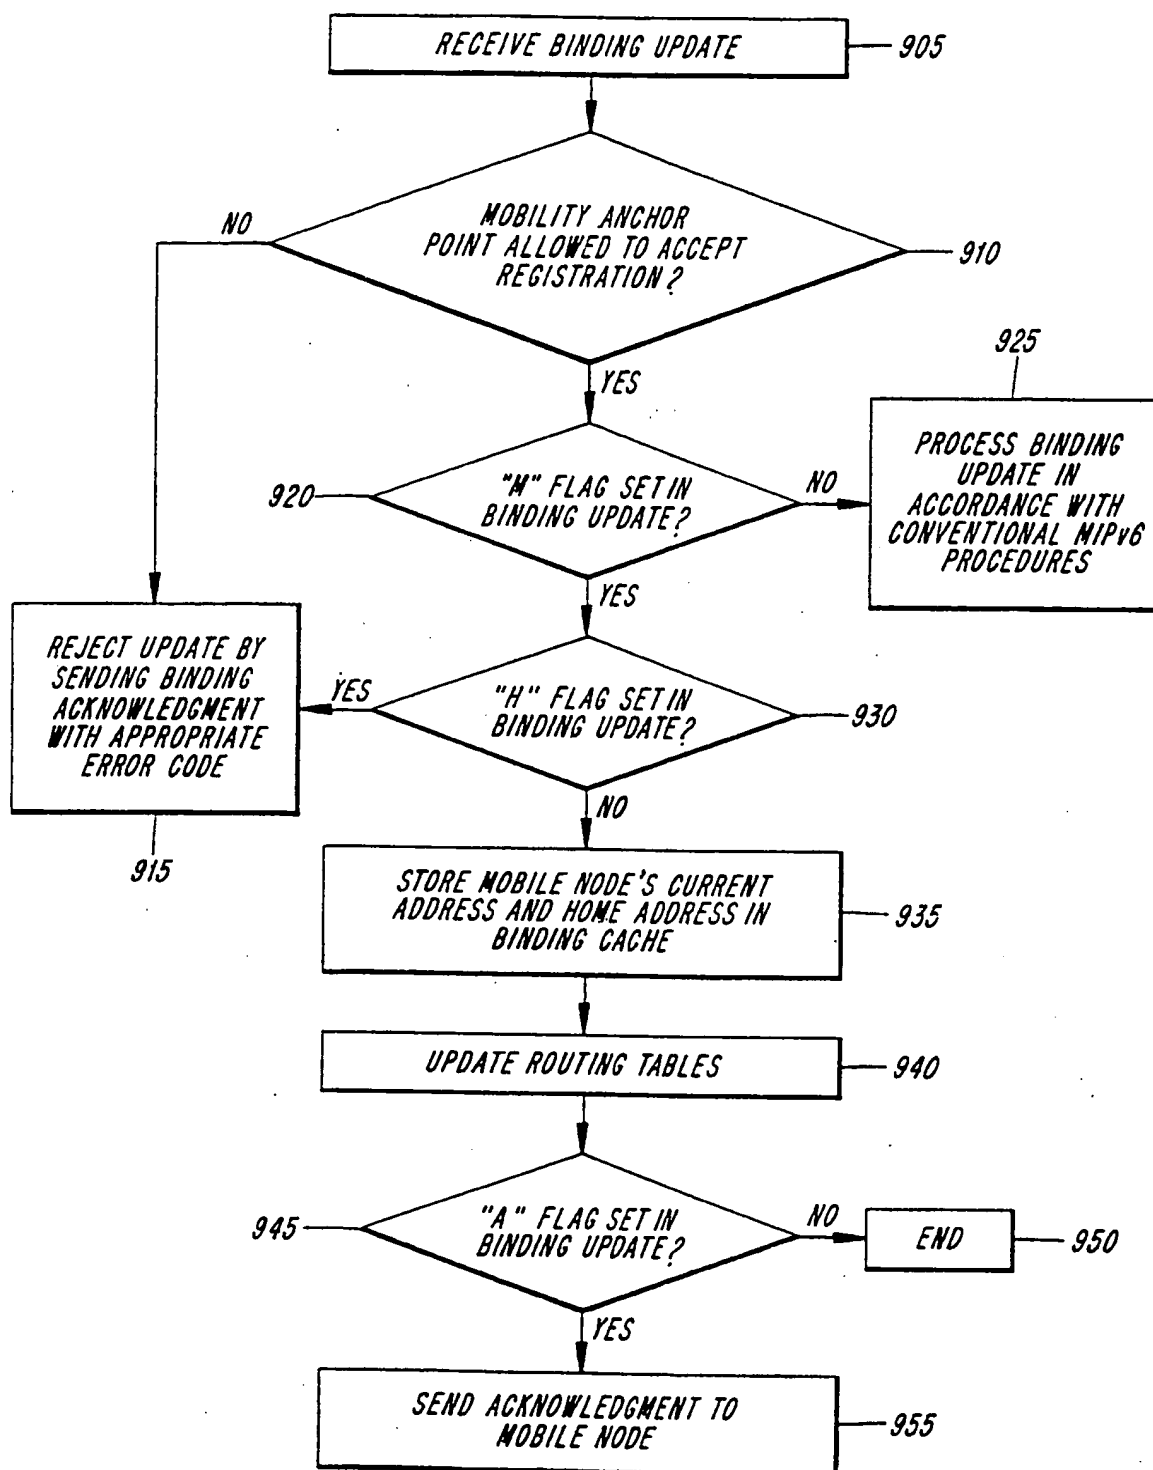 RECEIVE BINDING UPDATE
905
MOBILITY ANCHOR
POINT ALLOWED TO ACCEPT
REGISTRATION?
NO
910
YES
925
"M" FLAG SET IN
BINDING UPDATE?
920
NO
PROCESS BINDING
UPDATE IN
ACCORDANCE WITH
CONVENTIONAL MIPv6
PROCEDURES
YES
REJECT UPDATE BY
SENDING BINDING
ACKNOWLEDGMENT
WITH APPROPRIATE
ERROR CODE
915
YES
"H" FLAG SET IN
BINDING UPDATE?
930
NO
STORE MOBILE NODE'S CURRENT
ADDRESS AND HOME ADDRESS IN
BINDING CACHE
935
UPDATE ROUTING TABLES
940
945
"A" FLAG SET IN
BINDING UPDATE?
NO
END
950
YES
SEND ACKNOWLEDGMENT TO
MOBILE NODE
955